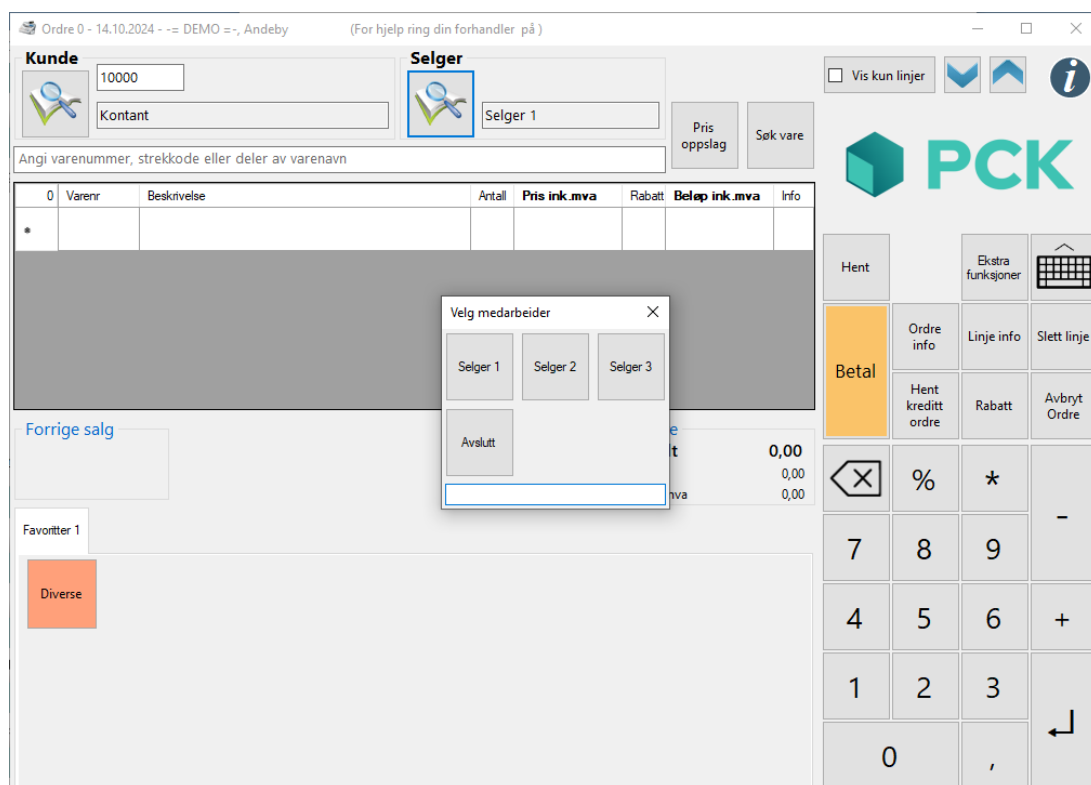 Ordre 0 - 14.10.2024 - -= DEMO =-, Andeby (For hjelp ring din forhandler på )
Kunde
10000
Kontant
Selger
Selger 1
Pris oppslag
Søk vare
Angi varenummer, strekkode eller deler av varenavn
Vis kun linjer
i
PCK
0 Varenr Beskrivelse Antall Pris ink.mva Rabatt Beløp ink.mva Info
Velg medarbeider
Selger 1 Selger 2 Selger 3
Avslutt
Hent
Ekstra funksjoner
Betal
Ordre info
Linje info
Slett linje
Hent kreditt ordre
Rabatt
Avbryt Ordre
Forrige salg
e
t 0,00
0,00
mva 0,00
Favoritter 1
Diverse
% * -
7 8 9
4 5 6 +
1 2 3
0 ,